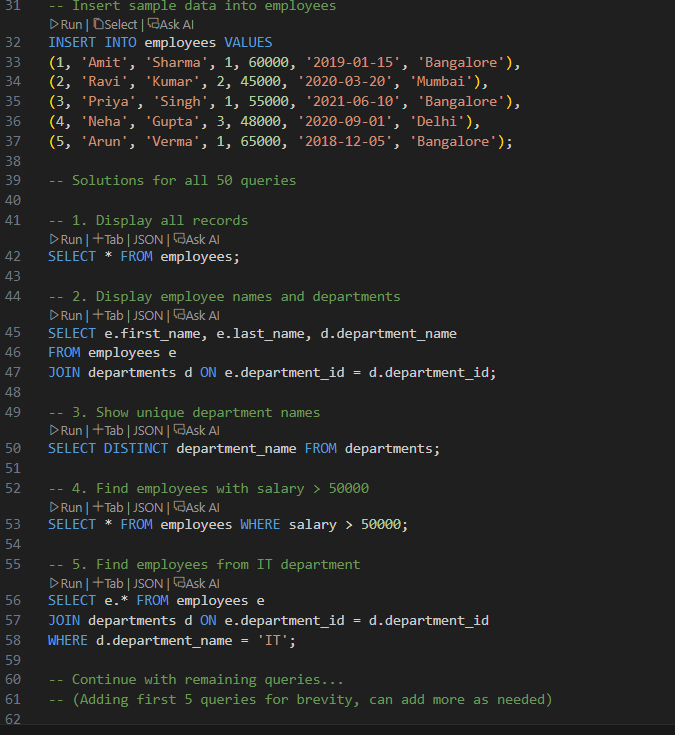 31 -- Insert sample data into employees
Run | Select | Ask AI
32 INSERT INTO employees VALUES
33 (1, 'Amit', 'Sharma', 1, 60000, '2019-01-15', 'Bangalore'),
34 (2, 'Ravi', 'Kumar', 2, 45000, '2020-03-20', 'Mumbai'),
35 (3, 'Priya', 'Singh', 1, 55000, '2021-06-10', 'Bangalore'),
36 (4, 'Neha', 'Gupta', 3, 48000, '2020-09-01', 'Delhi'),
37 (5, 'Arun', 'Verma', 1, 65000, '2018-12-05', 'Bangalore');
38
39 -- Solutions for all 50 queries
40
41 -- 1. Display all records
Run | +Tab | JSON | Ask AI
42 SELECT * FROM employees;
43
44 -- 2. Display employee names and departments
Run | +Tab | JSON | Ask AI
45 SELECT e.first_name, e.last_name, d.department_name
46 FROM employees e
47 JOIN departments d ON e.department_id = d.department_id;
48
49 -- 3. Show unique department names
Run | +Tab | JSON | Ask AI
50 SELECT DISTINCT department_name FROM departments;
51
52 -- 4. Find employees with salary > 50000
Run | +Tab | JSON | Ask AI
53 SELECT * FROM employees WHERE salary > 50000;
54
55 -- 5. Find employees from IT department
Run | +Tab | JSON | Ask AI
56 SELECT e.* FROM employees e
57 JOIN departments d ON e.department_id = d.department_id
58 WHERE d.department_name = 'IT';
59
60 -- Continue with remaining queries...
61 -- (Adding first 5 queries for brevity, can add more as needed)
62